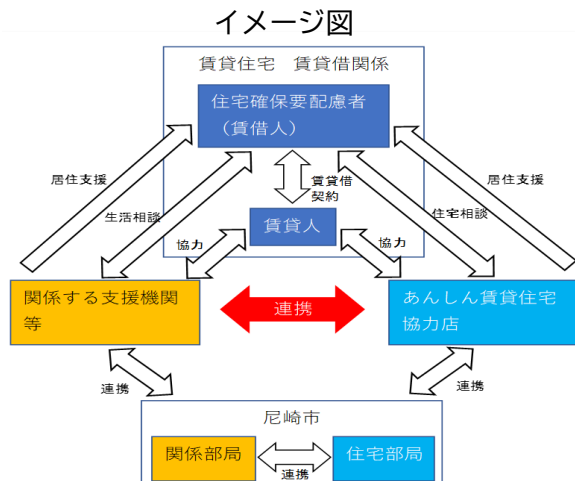 イメージ図
賃貸住宅　賃貸借関係
住宅確保要配慮者
（賃借人）
居住支援
生活相談
賃貸借
契約
住宅相談
居住支援
賃貸人
協力
協力
関係する支援機関
等
連携
あんしん賃貸住宅
協力店
連携
連携
尼崎市
関係部局
連携
住宅部局